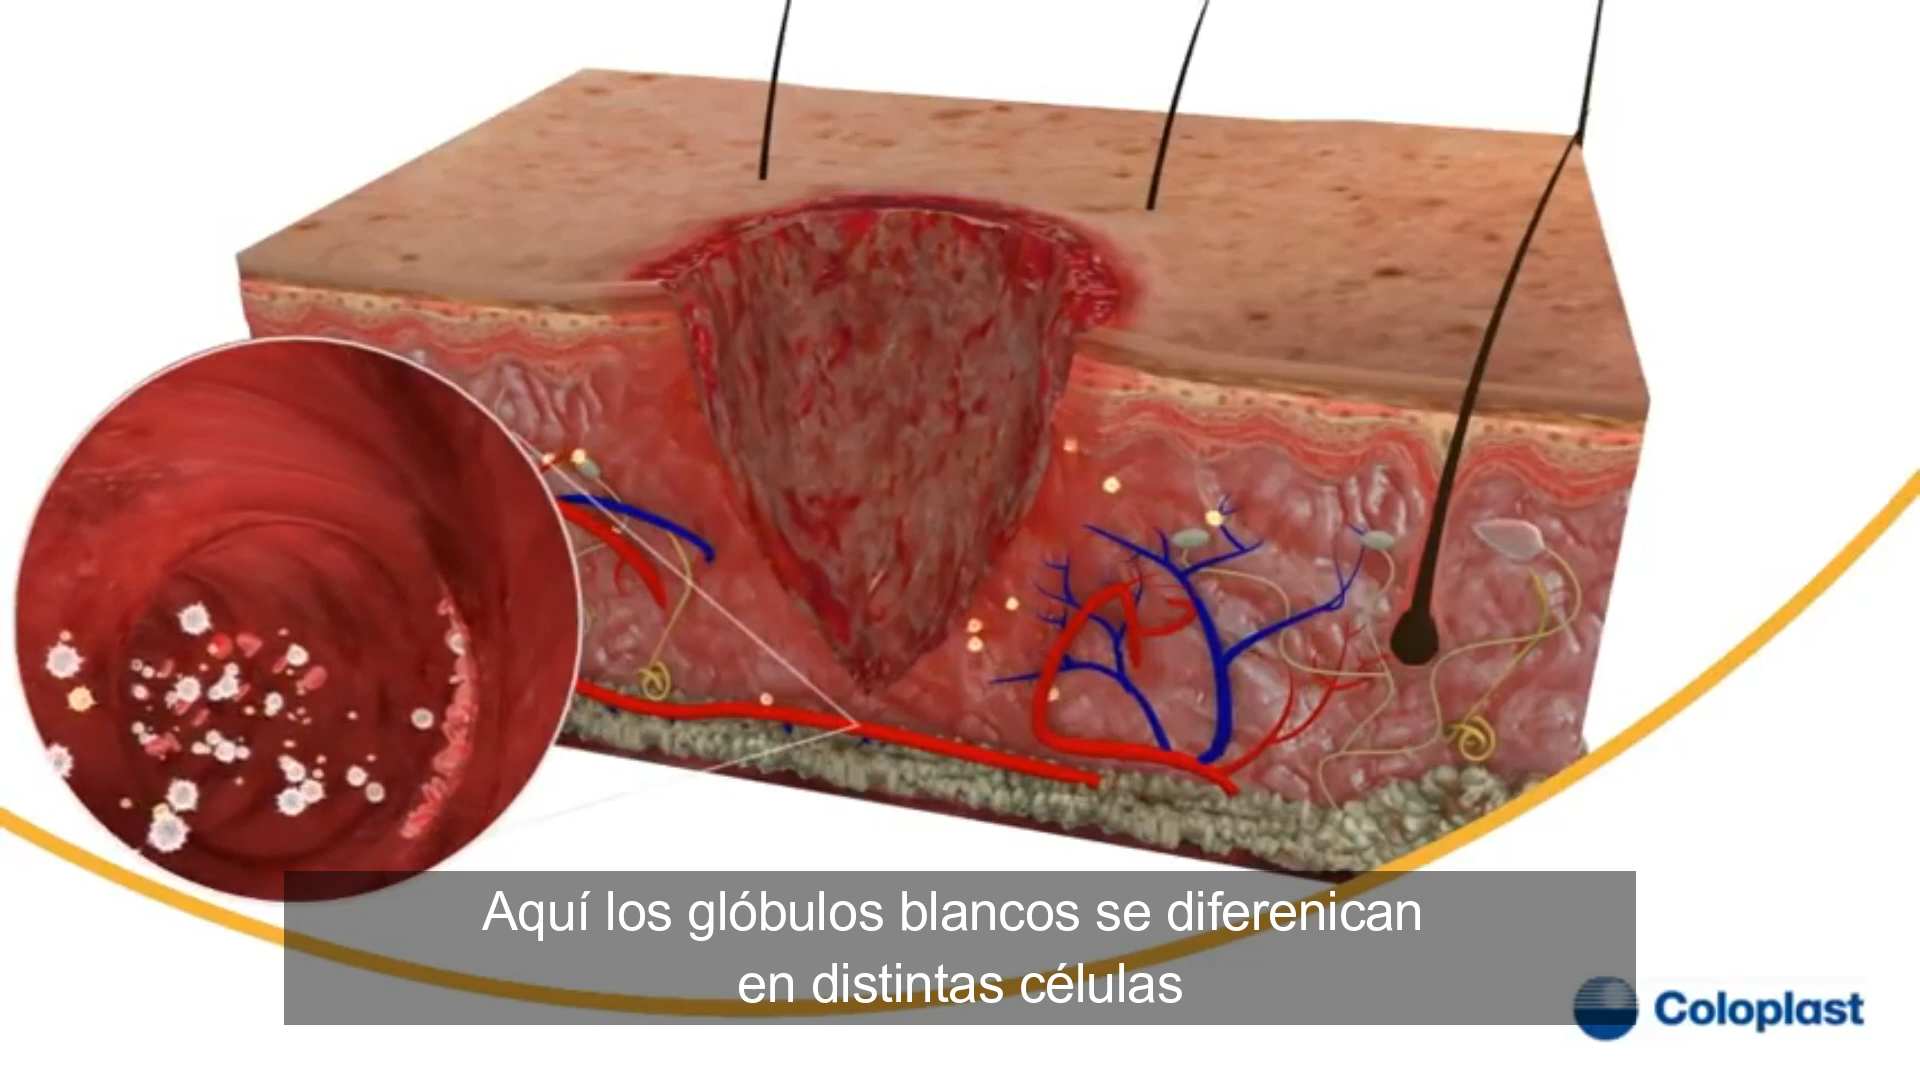 Aquí los glóbulos blancos se diferenican
en distintas células
Coloplast